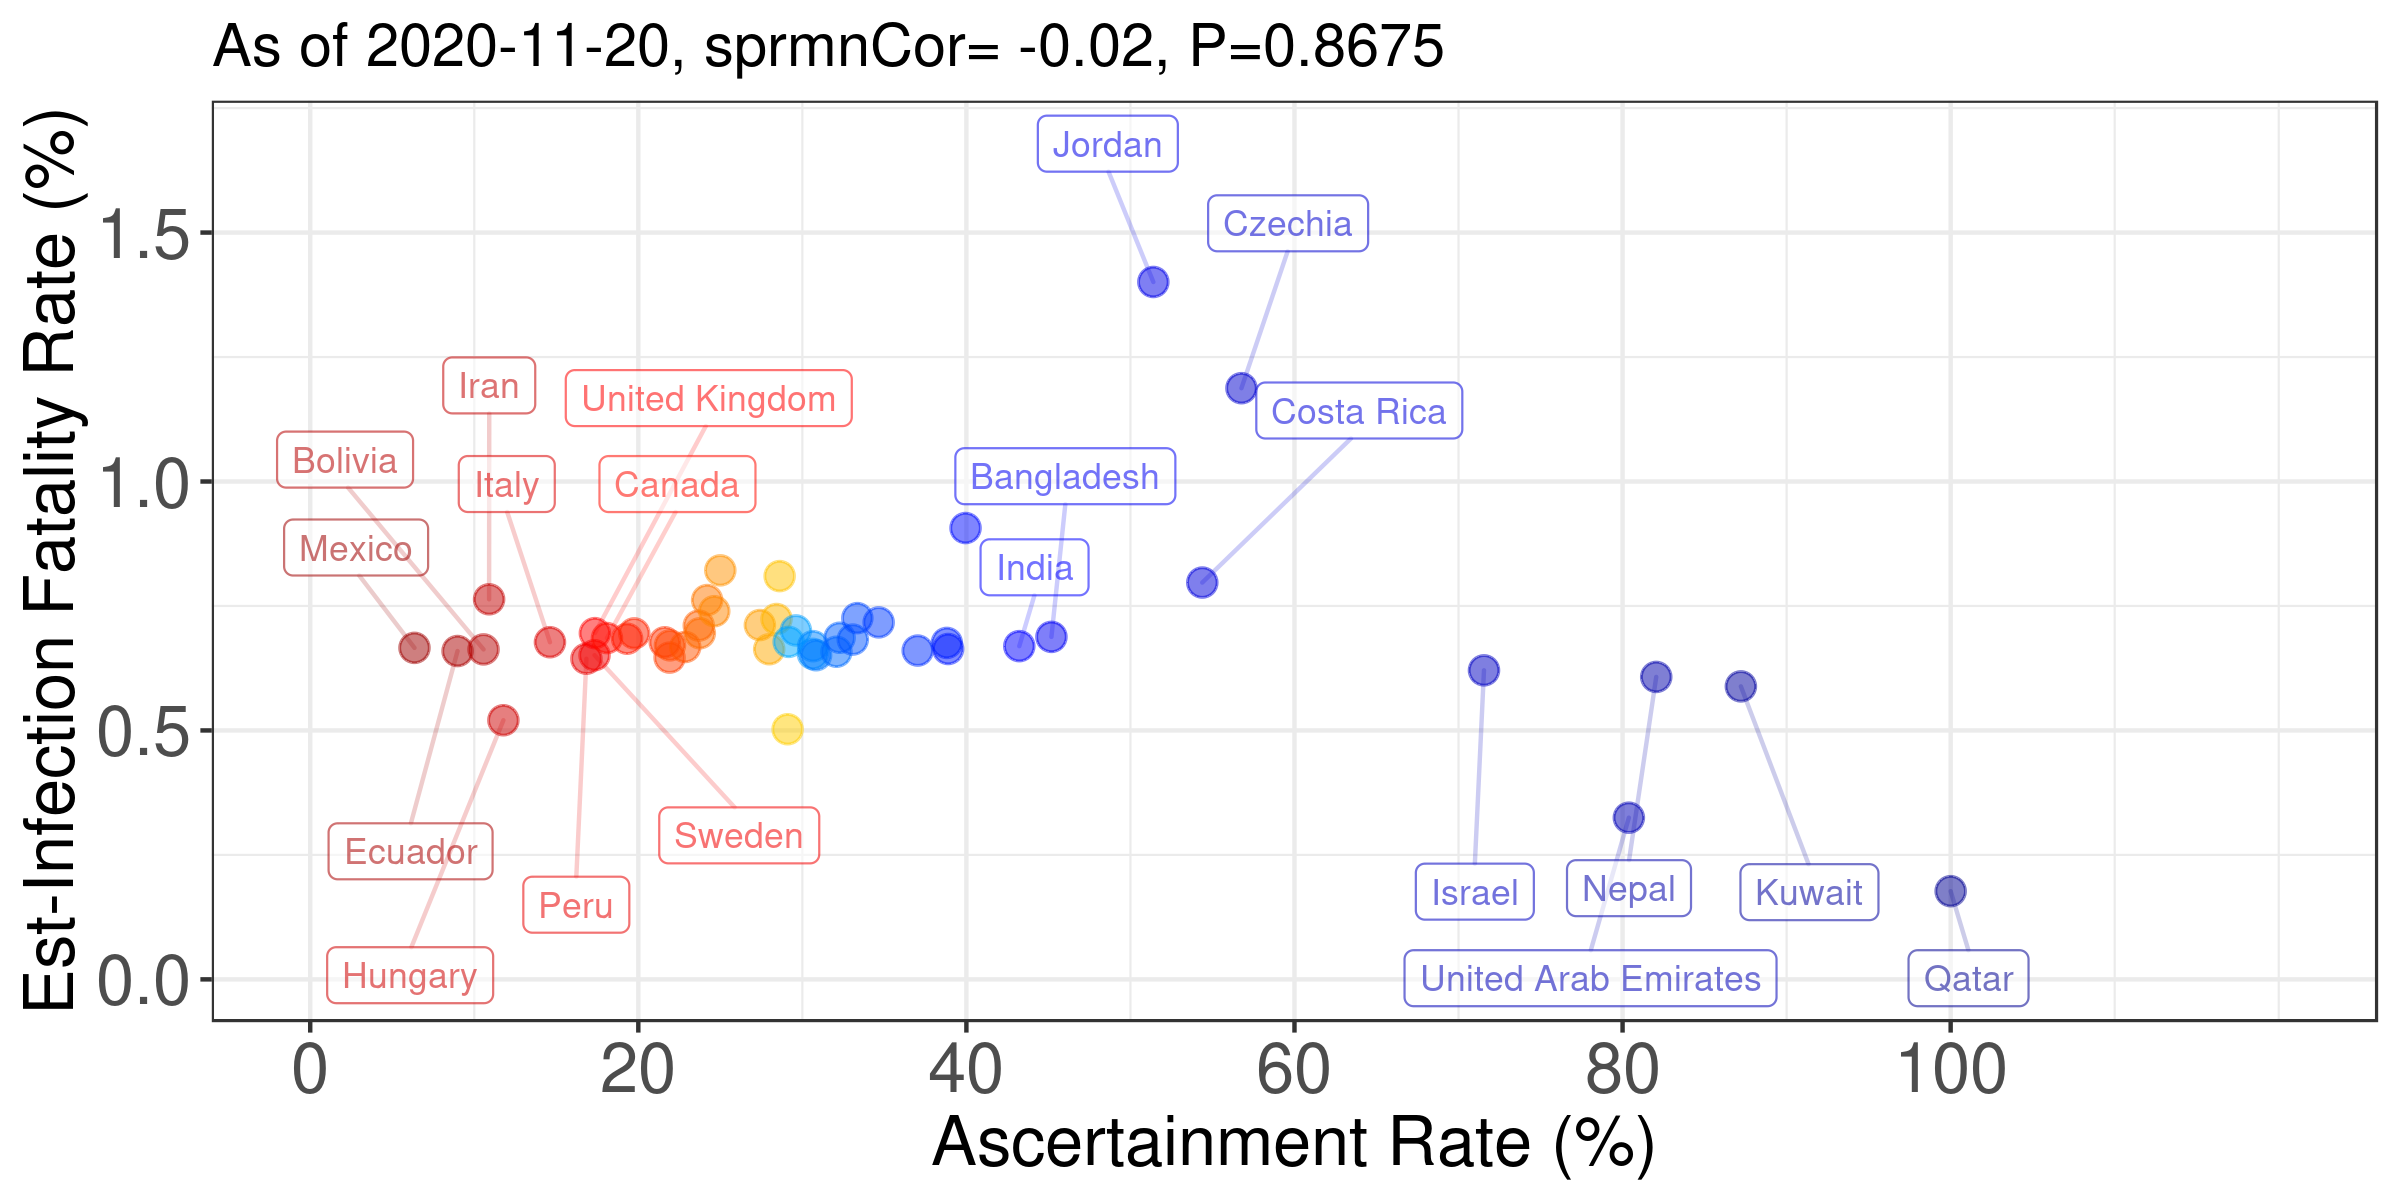 As of 2020-11-20, sprmnCor= -0.02, P=0.8675
Est-Infection Fatality Rate (%)
1.5
1.0
0.5
0.0
Jordan
Czechia
Iran
United Kingdom
Costa Rica
Bolivia
Italy
Canada
Bangladesh
Mexico
India
Ecuador
Sweden
Peru
Israel
Nepal
Kuwait
Hungary
United Arab Emirates
Qatar
0
20
40
60
80
100
Ascertainment Rate (%)